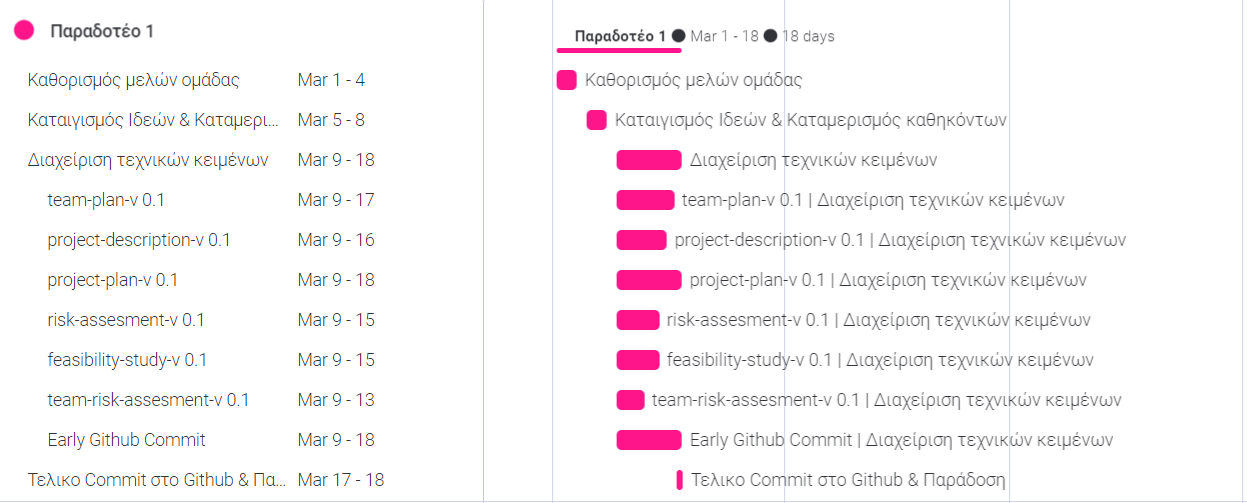 Παραδοτέο 1
Παραδοτέο 1 ● Mar 1 - 18 ● 18 days
Καθορισμός μελών ομάδας Mar 1 - 4 Καθορισμός μελών ομάδας
Καταιγισμός Ιδεών & Καταμερι... Mar 5 - 8 Καταιγισμός Ιδεών & Καταμερισμός καθηκόντων
Διαχείριση τεχνικών κειμένων Mar 9 - 18 Διαχείριση τεχνικών κειμένων
team-plan-v 0.1 Mar 9 - 17 team-plan-v 0.1 | Διαχείριση τεχνικών κειμένων
project-description-v 0.1 Mar 9 - 16 project-description-v 0.1 | Διαχείριση τεχνικών κειμένων
project-plan-v 0.1 Mar 9 - 18 project-plan-v 0.1 | Διαχείριση τεχνικών κειμένων
risk-assesment-v 0.1 Mar 9 - 15 risk-assesment-v 0.1 | Διαχείριση τεχνικών κειμένων
feasibility-study-v 0.1 Mar 9 - 15 feasibility-study-v 0.1 | Διαχείριση τεχνικών κειμένων
team-risk-assesment-v 0.1 Mar 9 - 13 team-risk-assesment-v 0.1 | Διαχείριση τεχνικών κειμένων
Early Github Commit Mar 9 - 18 Early Github Commit | Διαχείριση τεχνικών κειμένων
Τελικο Commit στο Github & Πα... Mar 17 - 18 Τελικο Commit στο Github & Παράδοση